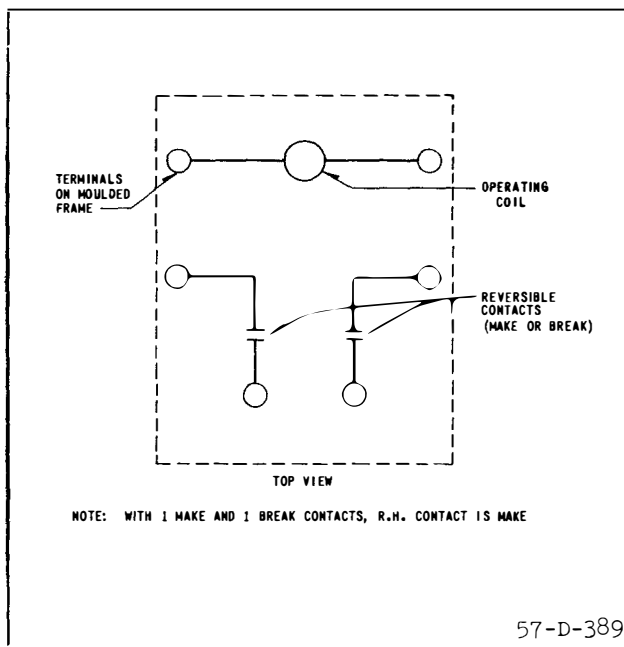 TERMINALS
ON MOULDED
FRAME
OPERATING
COIL
REVERSIBLE
CONTACTS
(MAKE OR BREAK)
TOP VIEW
NOTE: WITH 1 MAKE AND 1 BREAK CONTACTS, R.H. CONTACT IS MAKE
57-D-389